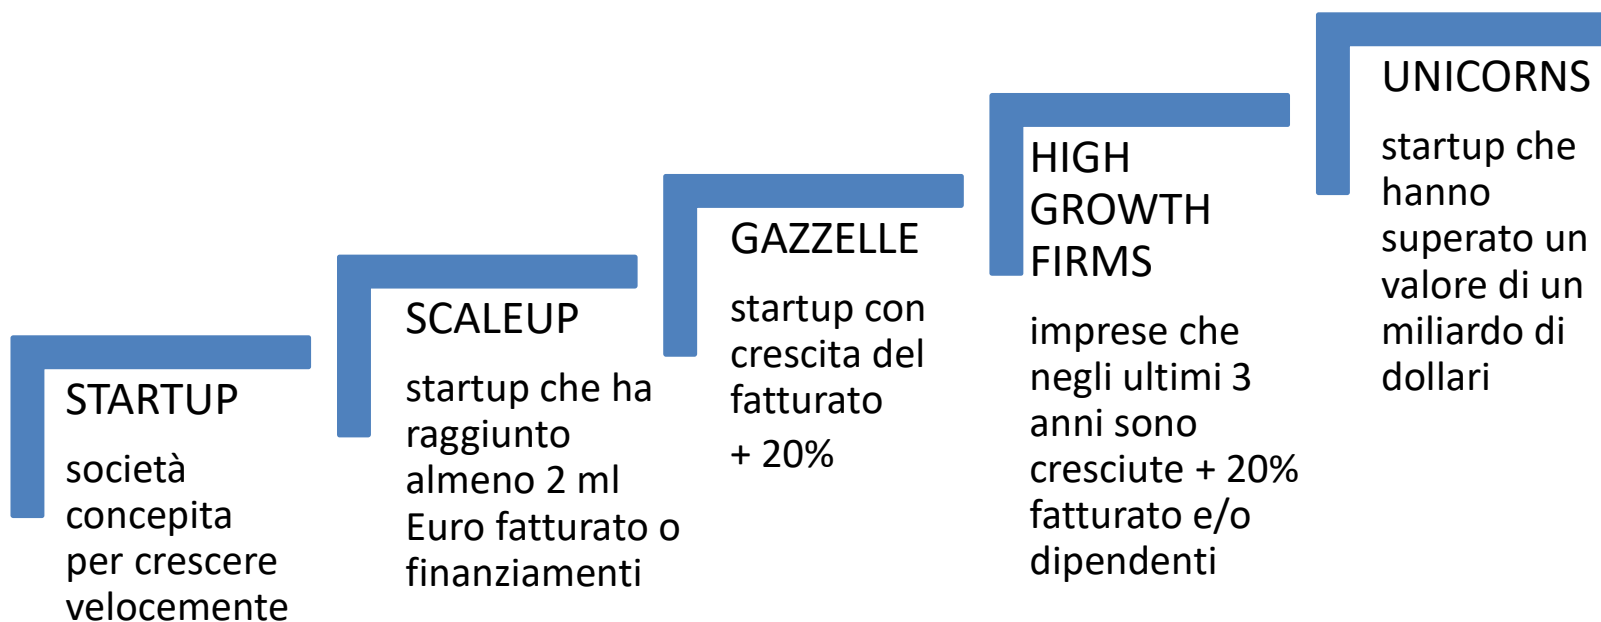 STARTUP
società
concepita
per crescere
velocemente
SCALEUP
startup che ha
raggiunto
almeno 2 ml
Euro fatturato o
finanziamenti
GAZZELLE
startup con
crescita del
fatturato
+ 20%
HIGH
GROWTH
FIRMS
imprese che
negli ultimi 3
anni sono
cresciute + 20%
fatturato e/o
dipendenti
UNICORNS
startup che
hanno
superato un
valore di un
miliardo di
dollari